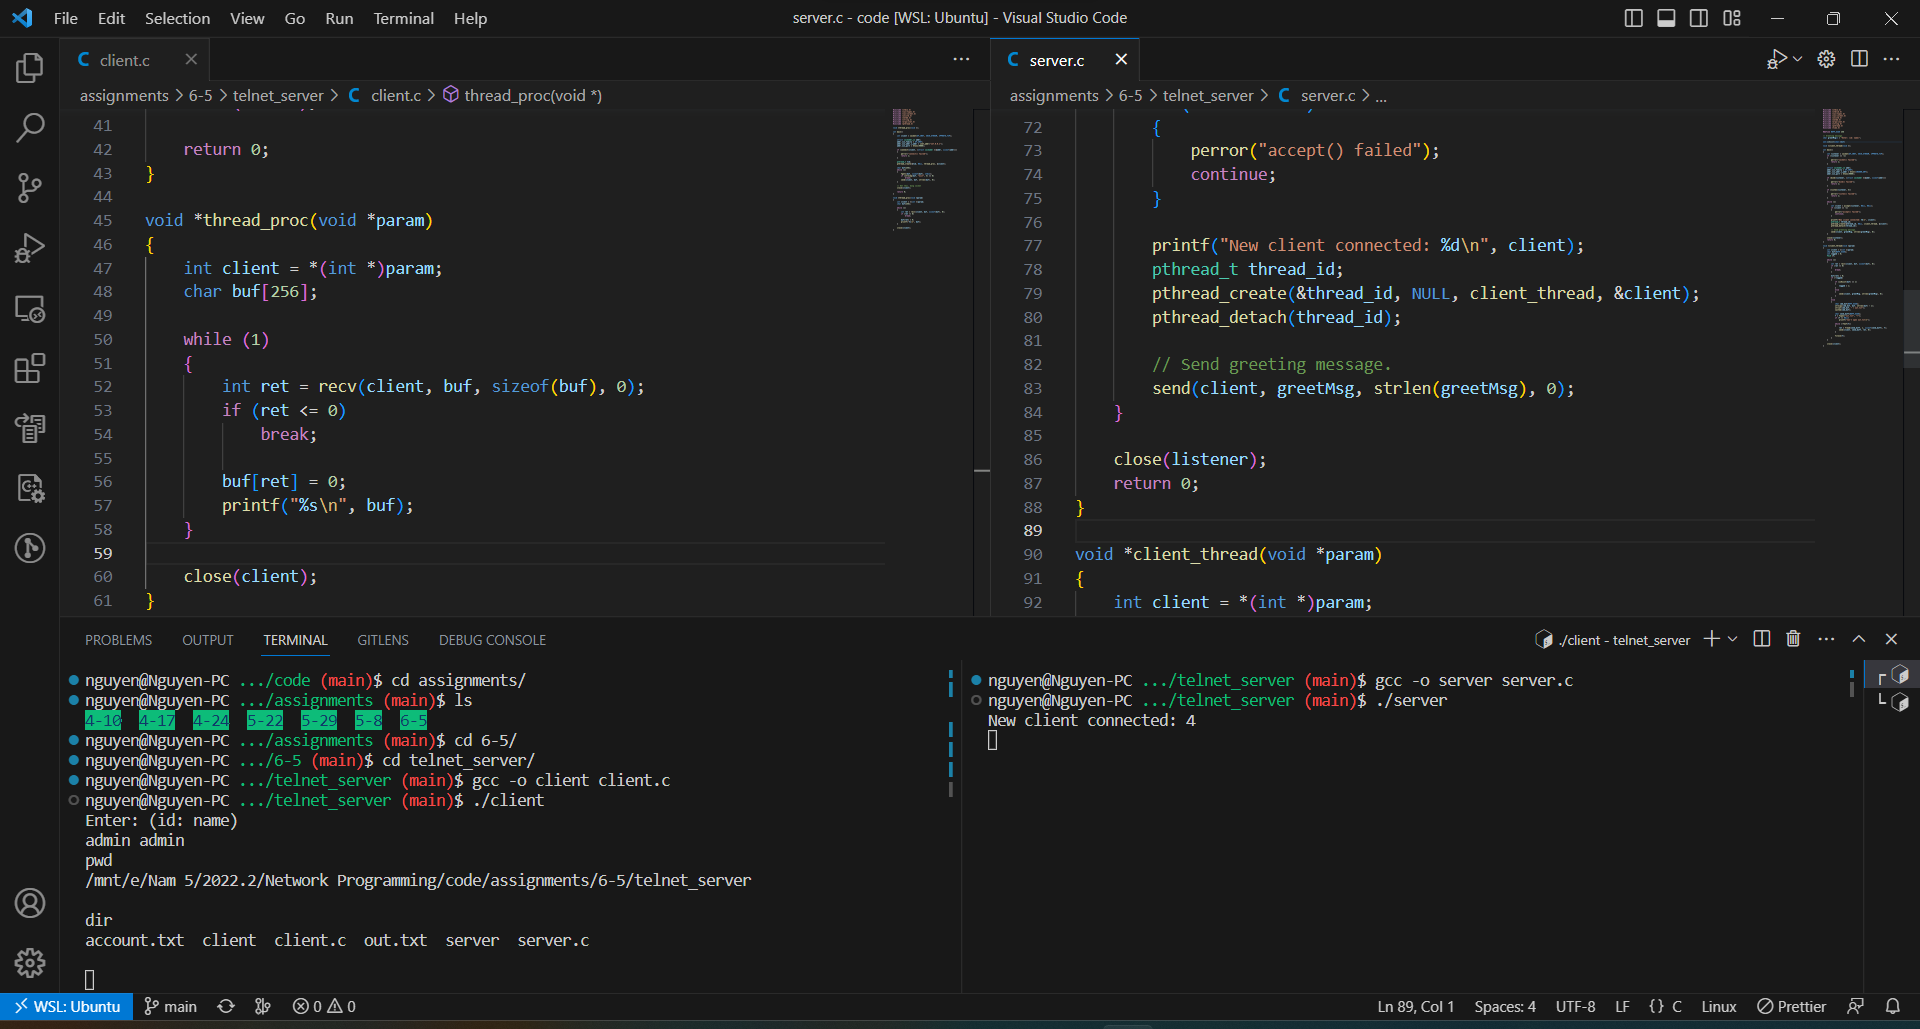 File Edit Selection View Go Run Terminal Help
server.c - code [WSL: Ubuntu] - Visual Studio Code
client.c
assignments > 6-5 > telnet_server > C client.c > thread_proc(void *)
41
42 return 0;
43 }
44
45 void *thread_proc(void *param)
46 {
47 int client = *(int *)param;
48 char buf[256];
49
50 while (1)
51 {
52 int ret = recv(client, buf, sizeof(buf), 0);
53 if (ret <= 0)
54 break;
55
56 buf[ret] = 0;
57 printf("%s\n", buf);
58 }
59
60 close(client);
61 }
server.c
assignments > 6-5 > telnet_server > C server.c > ...
72 {
73 perror("accept() failed");
74 continue;
75 }
76
77 printf("New client connected: %d\n", client);
78 pthread_t thread_id;
79 pthread_create(&thread_id, NULL, client_thread, &client);
80 pthread_detach(thread_id);
81
82 // Send greeting message.
83 send(client, greetMsg, strlen(greetMsg), 0);
84 }
85
86 close(listener);
87 return 0;
88 }
89
90 void *client_thread(void *param)
91 {
92 int client = *(int *)param;
PROBLEMS OUTPUT TERMINAL GITLENS DEBUG CONSOLE
./client - telnet_server
nguyen@Nguyen-PC .../code (main)$ cd assignments/
nguyen@Nguyen-PC .../assignments (main)$ ls
4-10 4-17 4-24 5-22 5-29 5-8 6-5
nguyen@Nguyen-PC .../assignments (main)$ cd 6-5/
nguyen@Nguyen-PC .../6-5 (main)$ cd telnet_server/
nguyen@Nguyen-PC .../telnet_server (main)$ gcc -o client client.c
nguyen@Nguyen-PC .../telnet_server (main)$ ./client
Enter: (id: name)
admin admin
pwd
/mnt/e/Nam 5/2022.2/Network Programming/code/assignments/6-5/telnet_server
dir
account.txt client client.c out.txt server server.c
nguyen@Nguyen-PC .../telnet_server (main)$ gcc -o server server.c
nguyen@Nguyen-PC .../telnet_server (main)$ ./server
New client connected: 4
WSL: Ubuntu main 0 0
Ln 89, Col 1 Spaces: 4 UTF-8 LF {} C Linux Prettier